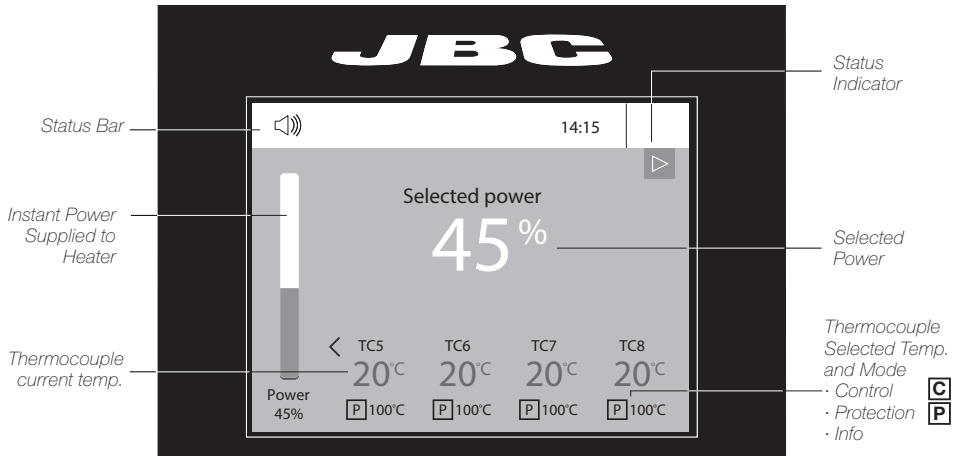 JBC
Status
Indicator
Status Bar
14:15
Instant Power
Supplied to
Heater
Selected power
45%
Selected
Power
Thermocouple
current temp.
TC5 TC6 TC7 TC8
20°C 20°C 20°C 20°C
P 100°C P 100°C P 100°C P 100°C
Power
45%
Thermocouple
Selected Temp.
and Mode
· Control C
· Protection P
· Info